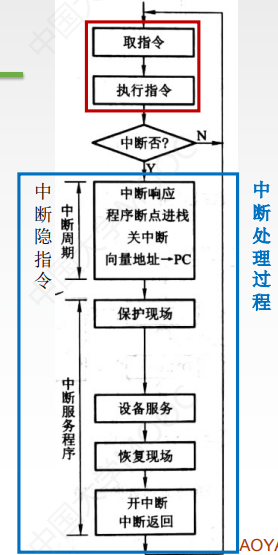 取指令
执行指令
中断否?
N
Y
中断隐指令
中断周期
中断响应
程序断点进栈
关中断
向量地址→PC
中断处理过程
中断服务程序
保护现场
设备服务
恢复现场
开中断
中断返回
AOYA